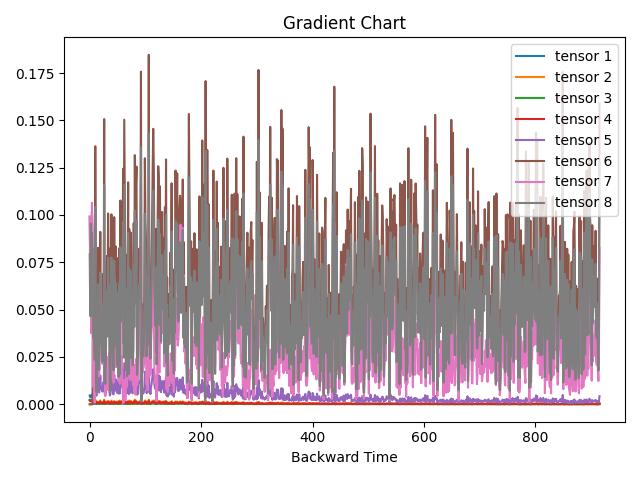 Gradient Chart
0.175
0.150
0.125
0.100
0.075
0.050
0.025
0.000
tensor 1
tensor 2
tensor 3
tensor 4
tensor 5
tensor 6
tensor 7
tensor 8
0 200 400 600 800
Backward Time